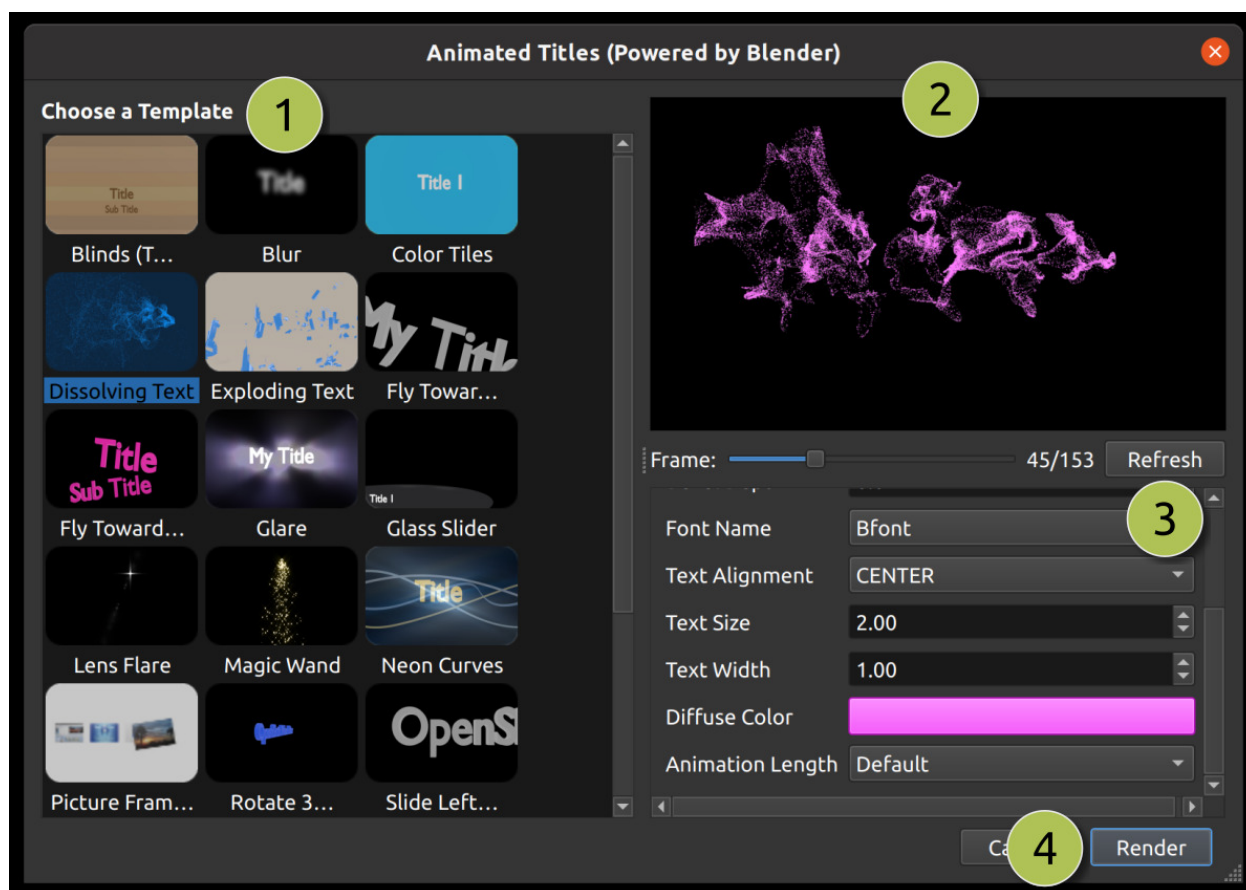 Animated Titles (Powered by Blender)
Choose a Template
1
2
Title
Sub Title
Title
Title 1
Blinds (T...
Blur
Color Tiles
My Title
Dissolving Text
Exploding Text
Fly Towar...
Title
Sub Title
My Title
Title 1
Fly Toward...
Glare
Glass Slider
Title
Lens Flare
Magic Wand
Neon Curves
OpenS
Picture Fram...
Rotate 3...
Slide Left...
Frame:
45/153
Refresh
3
Font Name
Bfont
Text Alignment
CENTER
Text Size
2.00
Text Width
1.00
Diffuse Color
Animation Length
Default
4
Render